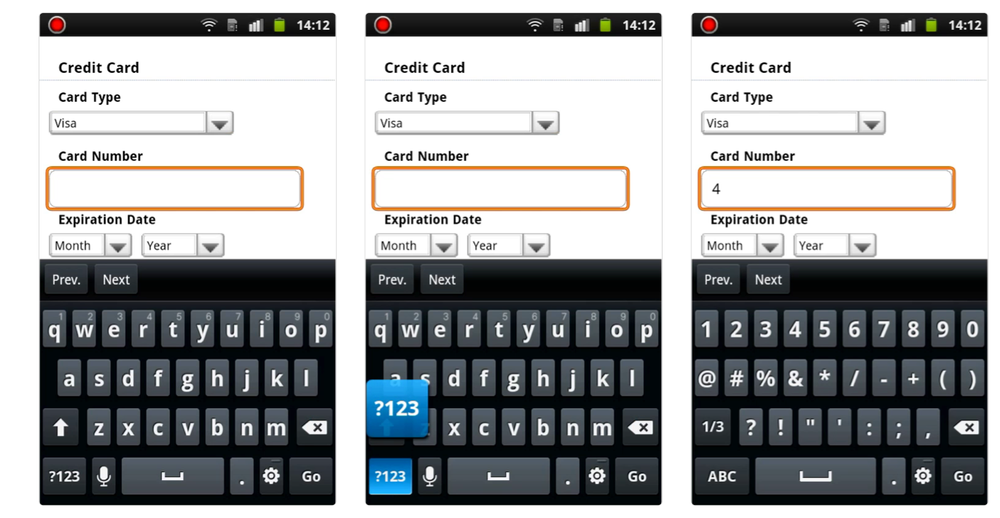 14:12
Credit Card
Card Type
Visa
Card Number
Expiration Date
Month Year
Prev. Next
1 2 3 4 5 6 7 8 9 0
q w e r t y u i o p
a s d f g h j k l
z x c v b n m
?123 . Go
14:12
Credit Card
Card Type
Visa
Card Number
Expiration Date
Month Year
Prev. Next
1 2 3 4 5 6 7 8 9 0
q w e r t y u i o p
a s d f g h j k l
?123
z x c v b n m
?123 . Go
14:12
Credit Card
Card Type
Visa
Card Number
4
Expiration Date
Month Year
Prev. Next
1 2 3 4 5 6 7 8 9 0
@ # % & * / - + ( )
1/3 ? ! " ' : ; ,
ABC . Go